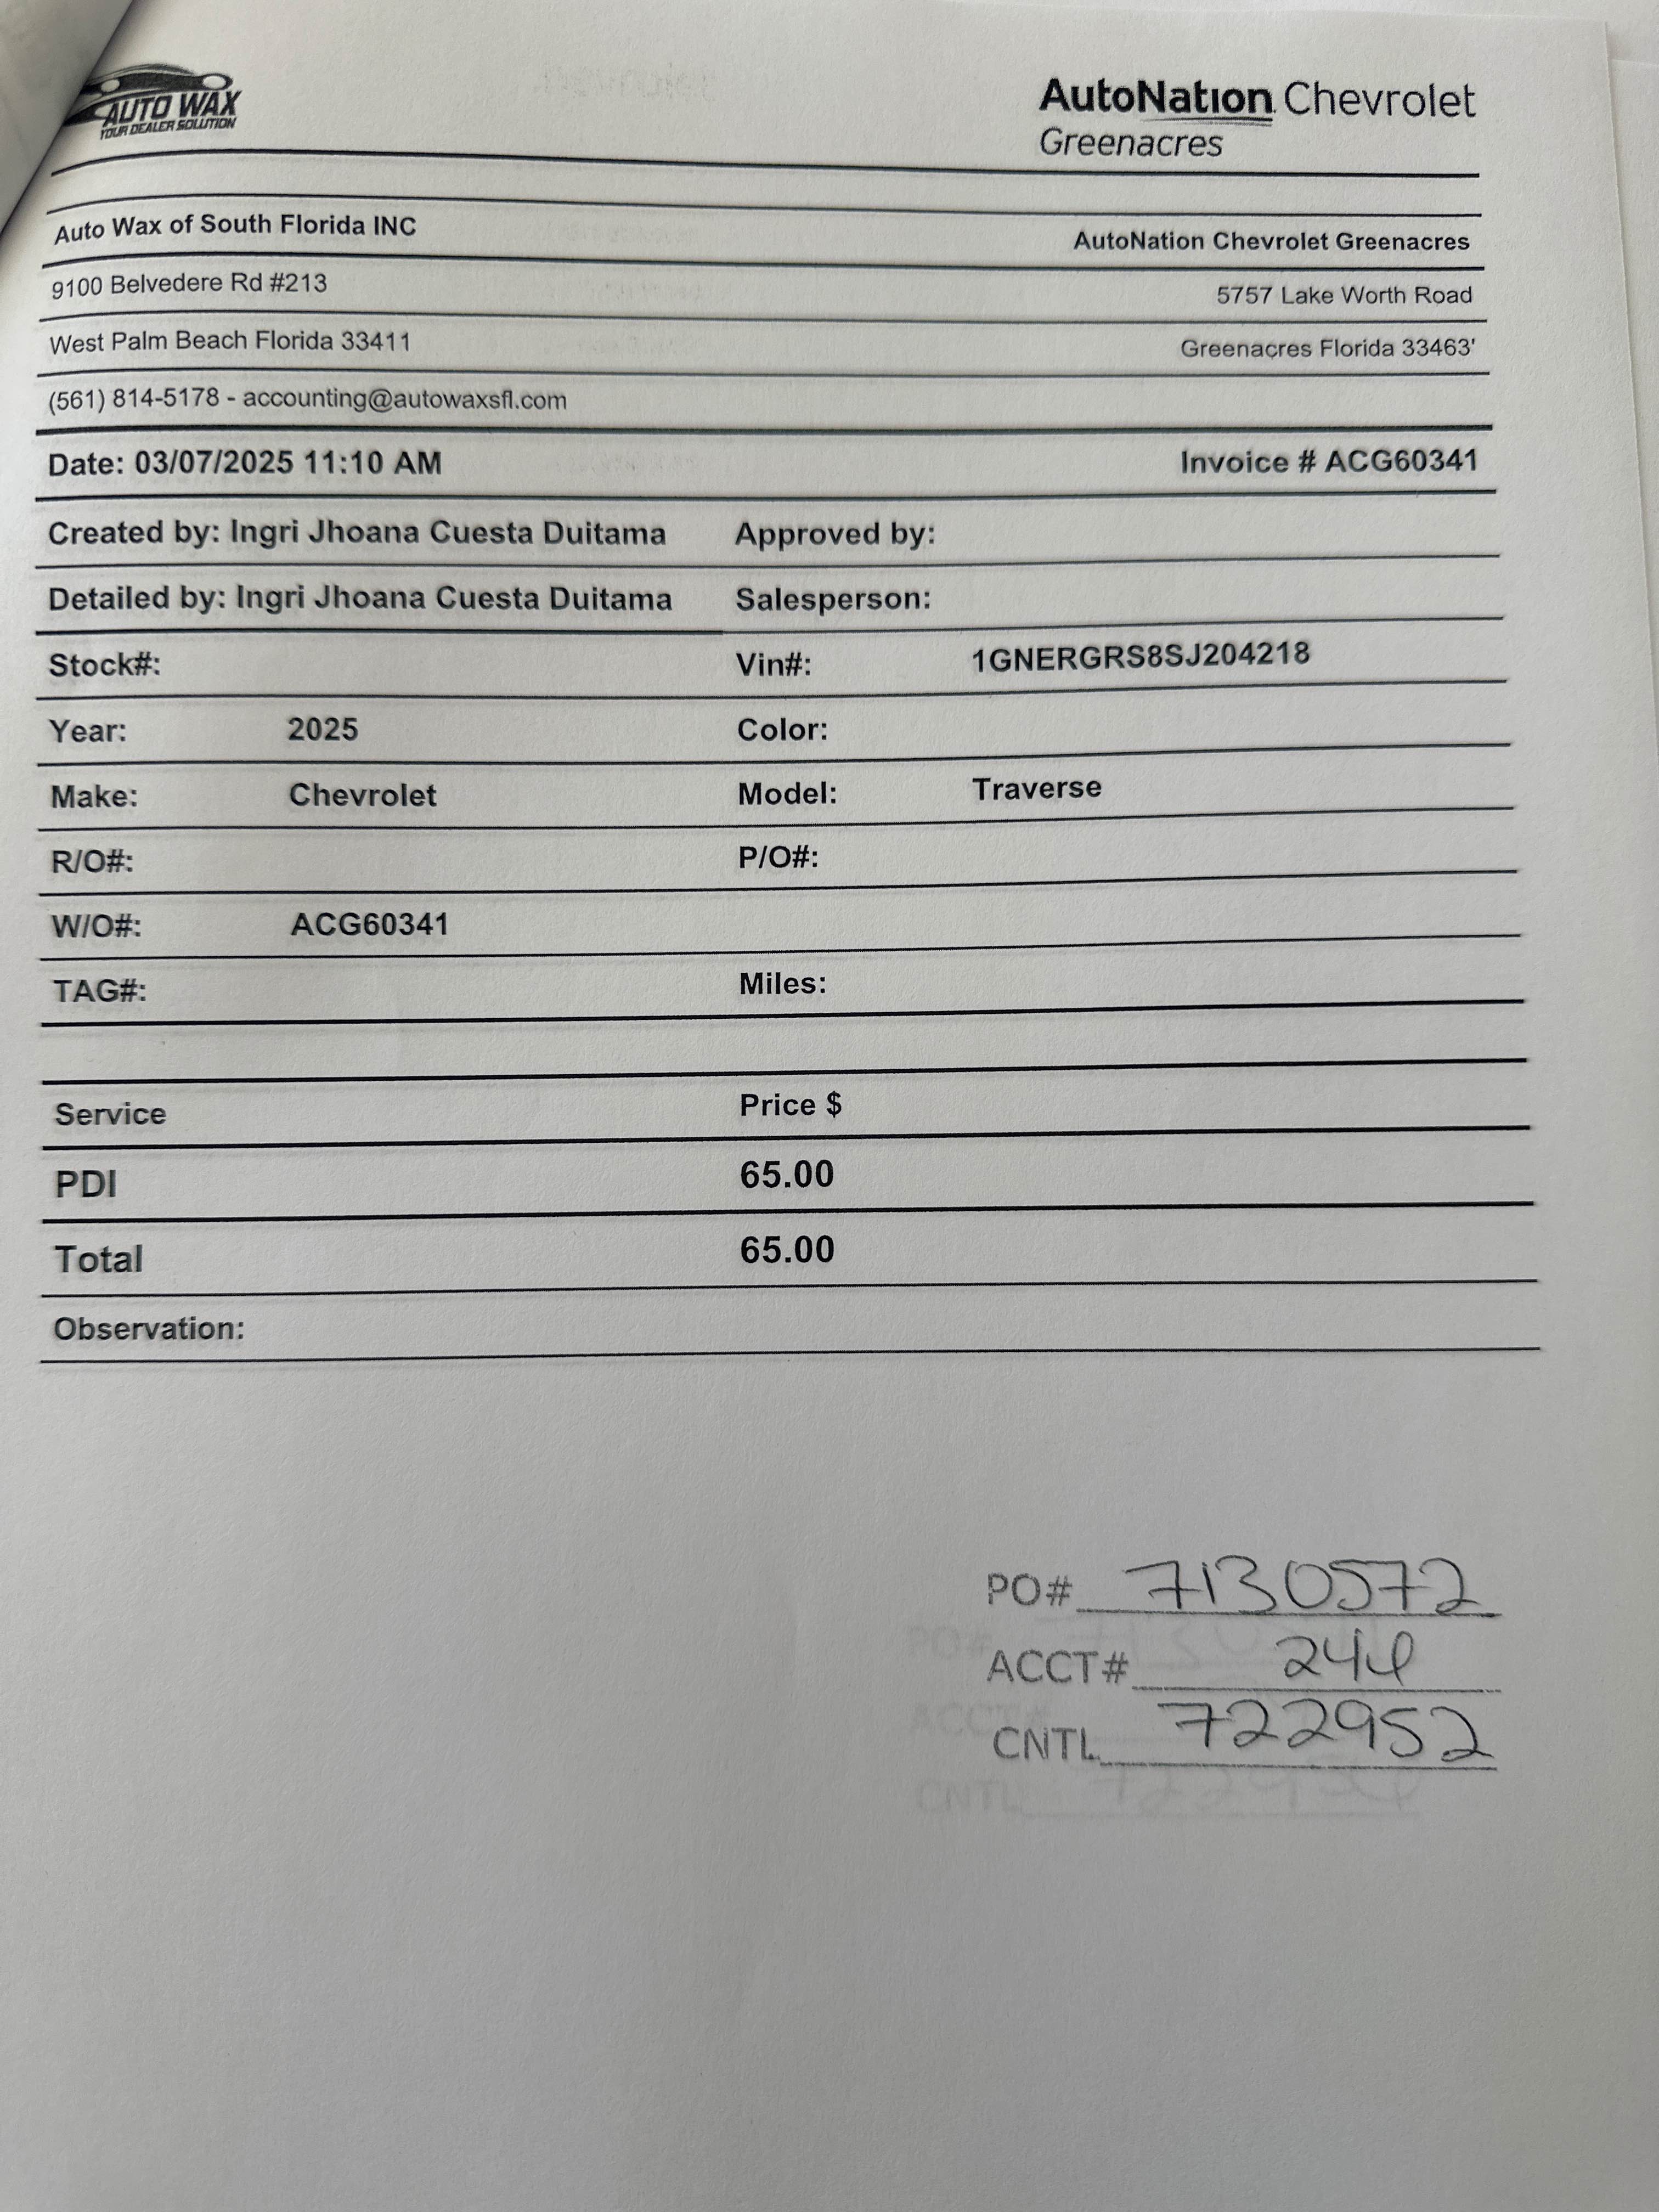 AUTO WAX
YOUR DEALER SOLUTION
AutoNation Chevrolet
Greenacres
Auto Wax of South Florida INC
AutoNation Chevrolet Greenacres
9100 Belvedere Rd #213
5757 Lake Worth Road
West Palm Beach Florida 33411
Greenacres Florida 33463'
(561) 814-5178 - accounting@autowaxsfl.com
Date: 03/07/2025 11:10 AM
Invoice # ACG60341
Created by: Ingri Jhoana Cuesta Duitama
Approved by:
Detailed by: Ingri Jhoana Cuesta Duitama
Salesperson:
Stock#:
Vin#: 1GNERGRS8SJ204218
Year: 2025
Color:
Make: Chevrolet
Model: Traverse
R/O#:
P/O#:
W/O#: ACG60341
TAG#:
Miles:
Service Price $
PDI 65.00
Total 65.00
Observation:
PO# 7130572
ACCT# 244
CNTL 722952